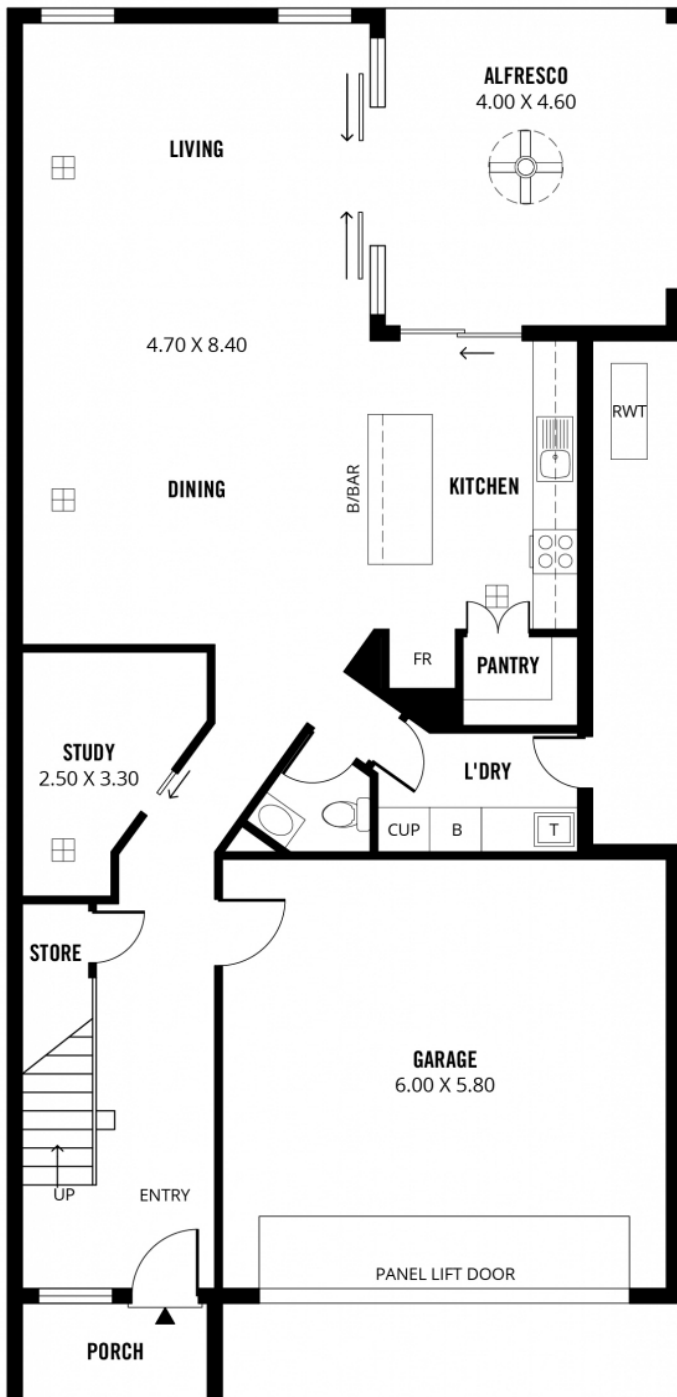 ALFRESCO
4.00 X 4.60
LIVING
4.70 X 8.40
RWT
B/BAR
DINING
KITCHEN
FR
PANTRY
STUDY
2.50 X 3.30
L'DRY
CUP
B
T
STORE
GARAGE
6.00 X 5.80
UP
ENTRY
PANEL LIFT DOOR
PORCH